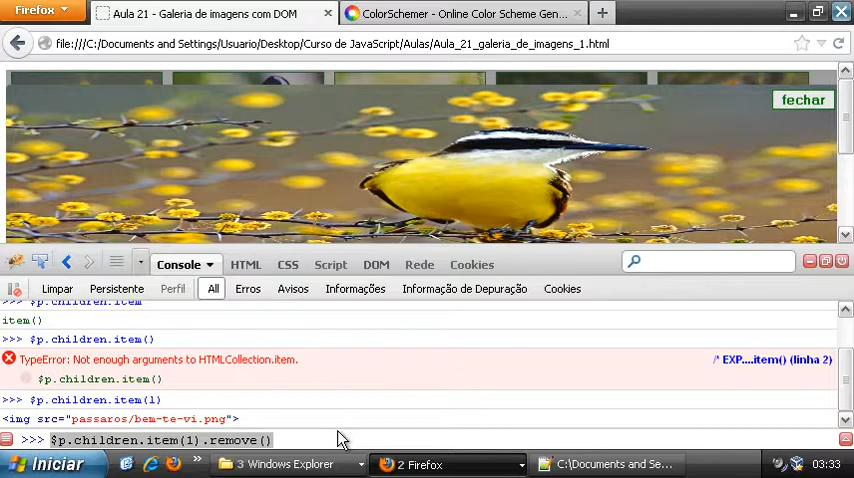 Firefox
Aula 21 - Galeria de imagens com DOM
ColorSchemer - Online Color Scheme Gen...
file:///C:/Documents and Settings/Usuario/Desktop/Curso de JavaScript/Aulas/Aula_21_galeria_de_imagens_1.html
fechar
Console HTML CSS Script DOM Rede Cookies
Limpar Persistente Perfil All Erros Avisos Informações Informação de Depuração Cookies
>>> $p.children.item
item()
>>> $p.children.item()
TypeError: Not enough arguments to HTMLCollection.item.
/* EXP....item() (linha 2)
$p.children.item()
>>> $p.children.item(1)
<img src="passaros/bem-te-vi.png">
>>> $p.children.item(1).remove()
Iniciar
»
3 Windows Explorer
2 Firefox
C:\Documents and Se...
03:33